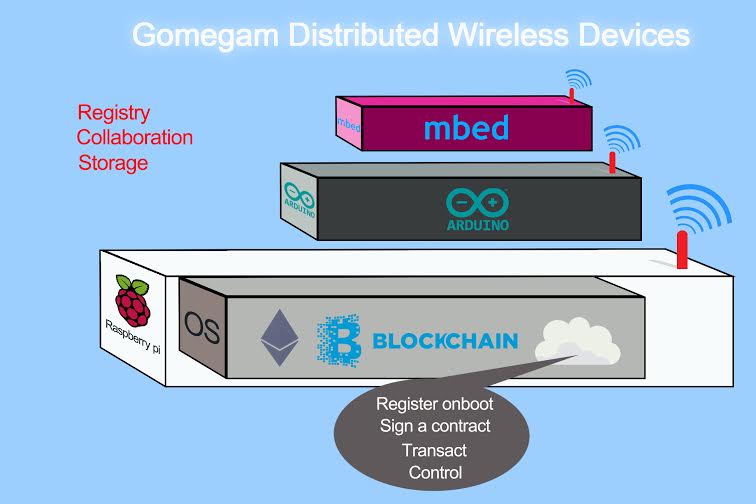 Gomegam Distributed Wireless Devices
Registry
Collaboration
Storage
mbed
mbed
ARDUINO
ARDUINO
Raspberry pi
OS
BLOCKCHAIN
Register onboot
Sign a contract
Transact
Control